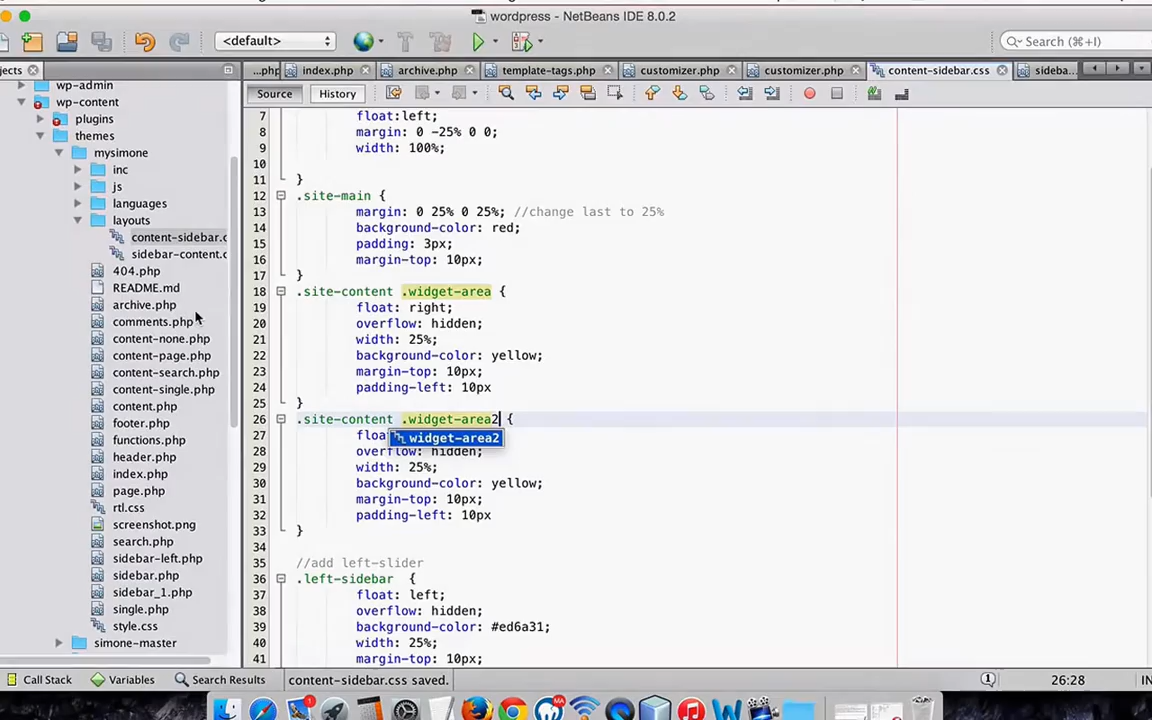 wordpress - NetBeans IDE 8.0.2
<default>
Search (⌘+I)
jects
...php
index.php
archive.php
template-tags.php
customizer.php
customizer.php
content-sidebar.css
sideba...
Source
History
wp-admin
wp-content
plugins
themes
mysimone
inc
js
languages
layouts
content-sidebar.c
sidebar-content.c
404.php
README.md
archive.php
comments.php
content-none.php
content-page.php
content-search.php
content-single.php
content.php
footer.php
functions.php
header.php
index.php
page.php
rtl.css
screenshot.png
search.php
sidebar-left.php
sidebar.php
sidebar_1.php
single.php
style.css
simone-master
7 float:left;
8 margin: 0 -25% 0 0;
9 width: 100%;
10
11 }
12 .site-main {
13 margin: 0 25% 0 25%; //change last to 25%
14 background-color: red;
15 padding: 3px;
16 margin-top: 10px;
17 }
18 .site-content .widget-area {
19 float: right;
20 overflow: hidden;
21 width: 25%;
22 background-color: yellow;
23 margin-top: 10px;
24 padding-left: 10px
25 }
26 .site-content .widget-area2 {
27 floa
widget-area2
28 overflow: hidden;
29 width: 25%;
30 background-color: yellow;
31 margin-top: 10px;
32 padding-left: 10px
33 }
34
35 //add left-slider
36 .left-sidebar {
37 float: left;
38 overflow: hidden;
39 background-color: #ed6a31;
40 width: 25%;
41 margin-top: 10px;
Call Stack
Variables
Search Results
content-sidebar.css saved.
1
26:28
IN